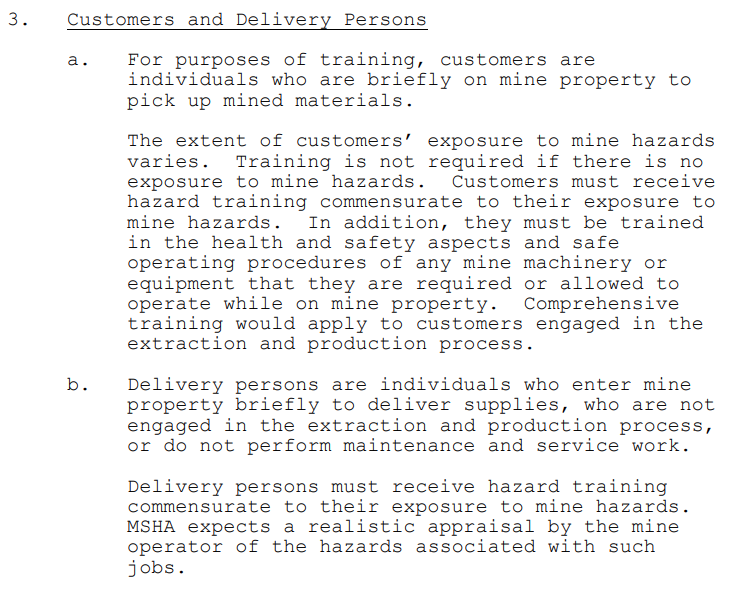 3. Customers and Delivery Persons
a. For purposes of training, customers are
individuals who are briefly on mine property to
pick up mined materials.
The extent of customers’ exposure to mine hazards
varies. Training is not required if there is no
exposure to mine hazards. Customers must receive
hazard training commensurate to their exposure to
mine hazards. In addition, they must be trained
in the health and safety aspects and safe
operating procedures of any mine machinery or
equipment that they are required or allowed to
operate while on mine property. Comprehensive
training would apply to customers engaged in the
extraction and production process.
b. Delivery persons are individuals who enter mine
property briefly to deliver supplies, who are not
engaged in the extraction and production process,
or do not perform maintenance and service work.
Delivery persons must receive hazard training
commensurate to their exposure to mine hazards.
MSHA expects a realistic appraisal by the mine
operator of the hazards associated with such
jobs.